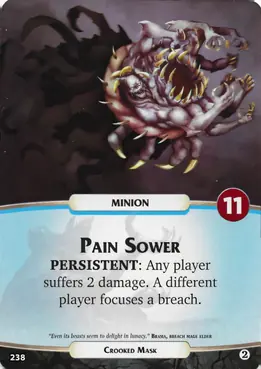 MINION
11
PAIN SOWER
PERSISTENT: Any player
suffers 2 damage. A different
player focuses a breach.
"Even its beasts seem to delight in lunacy." BRAMA, BREACH MAGE ELDER
238
CROOKED MASK
2